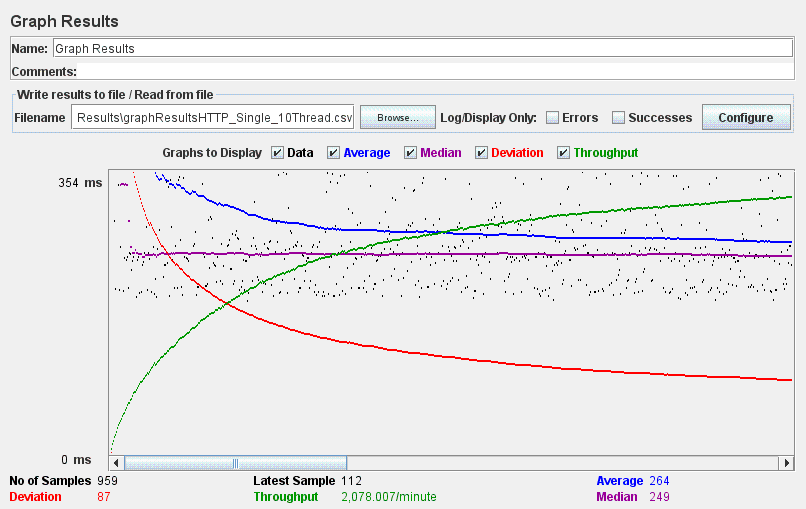 Graph Results
Name: Graph Results
Comments:
Write results to file / Read from file
Filename Results\graphResultsHTTP_Single_10Thread.csv Browse... Log/Display Only: Errors Successes Configure
Graphs to Display Data Average Median Deviation Throughput
354 ms
0 ms
No of Samples 959 Latest Sample 112 Average 264
Deviation 87 Throughput 2,078.007/minute Median 249